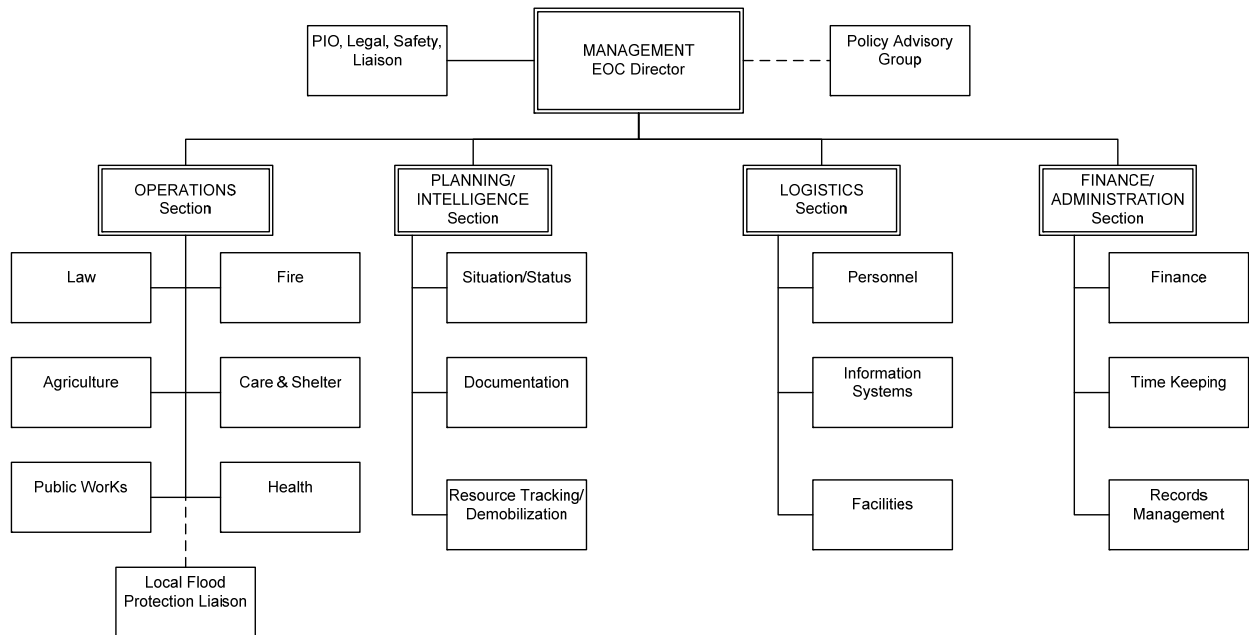 PIO, Legal, Safety,
Liaison
MANAGEMENT
EOC Director
Policy Advisory
Group
OPERATIONS
Section
PLANNING/
INTELLIGENCE
Section
LOGISTICS
Section
FINANCE/
ADMINISTRATION
Section
Law
Fire
Situation/Status
Personnel
Finance
Agriculture
Care & Shelter
Documentation
Information
Systems
Time Keeping
Public WorKs
Health
Resource Tracking/
Demobilization
Facilities
Records
Management
Local Flood
Protection Liaison